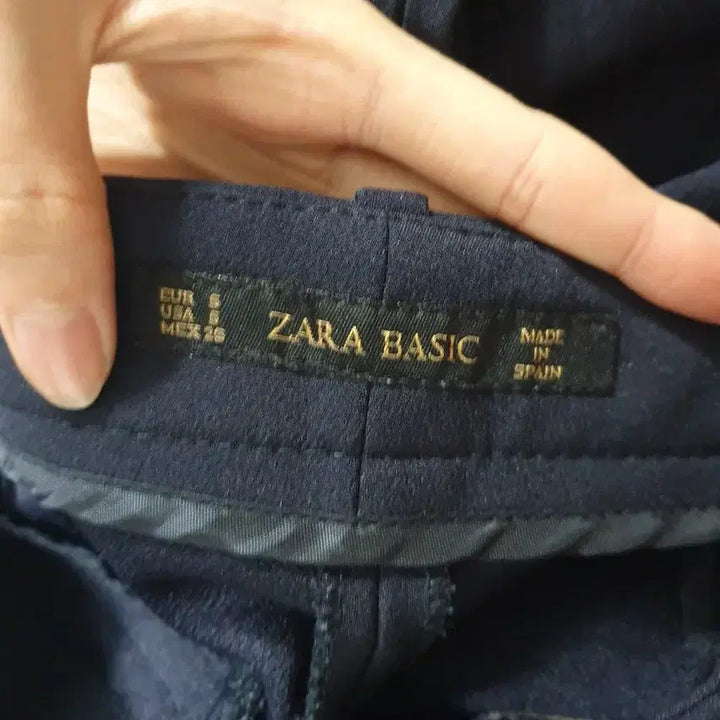 EUR S
USA S
MEX 26
ZARA BASIC
MADE
IN
SPAIN